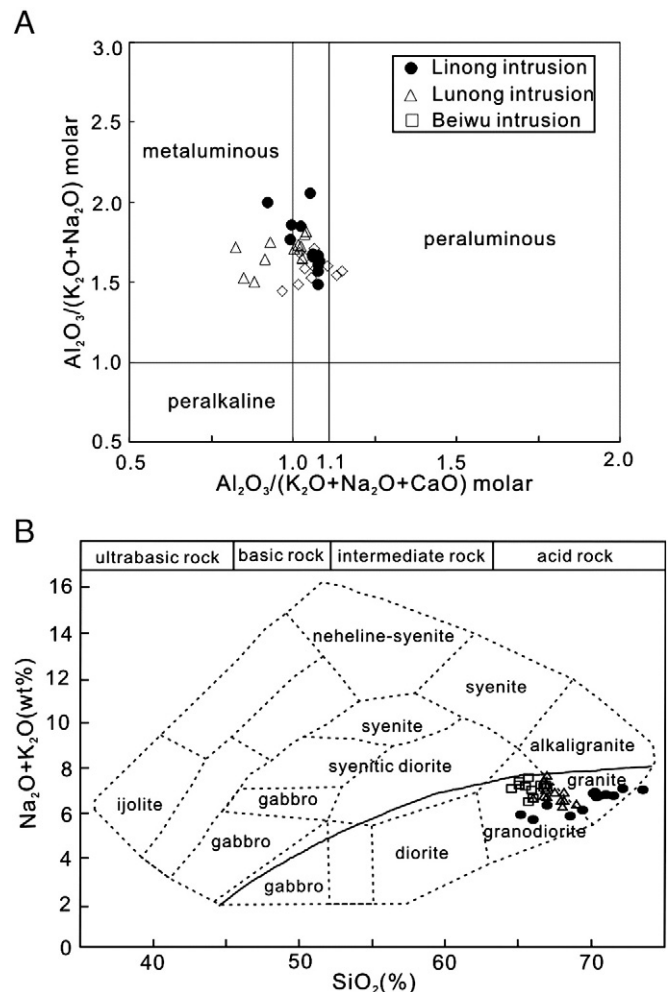 A
3.0
2.5
2.0
1.5
1.0
0.5
Al₂O₃/(K₂O+Na₂O) molar
Linong intrusion
Lunong intrusion
Beiwu intrusion
metaluminous
peraluminous
peralkaline
0.5 1.0 1.1 1.5 2.0
Al₂O₃/(K₂O+Na₂O+CaO) molar
B
ultrabasic rock basic rock intermediate rock acid rock
16
14
12
10
8
6
4
2
0
Na₂O+K₂O(wt%)
neheline-syenite
syenite
syenite
alkaligranite
syenitic diorite
granite
ijolite
gabbro
granodiorite
gabbro
diorite
gabbro
40 50 60 70
SiO₂(%)